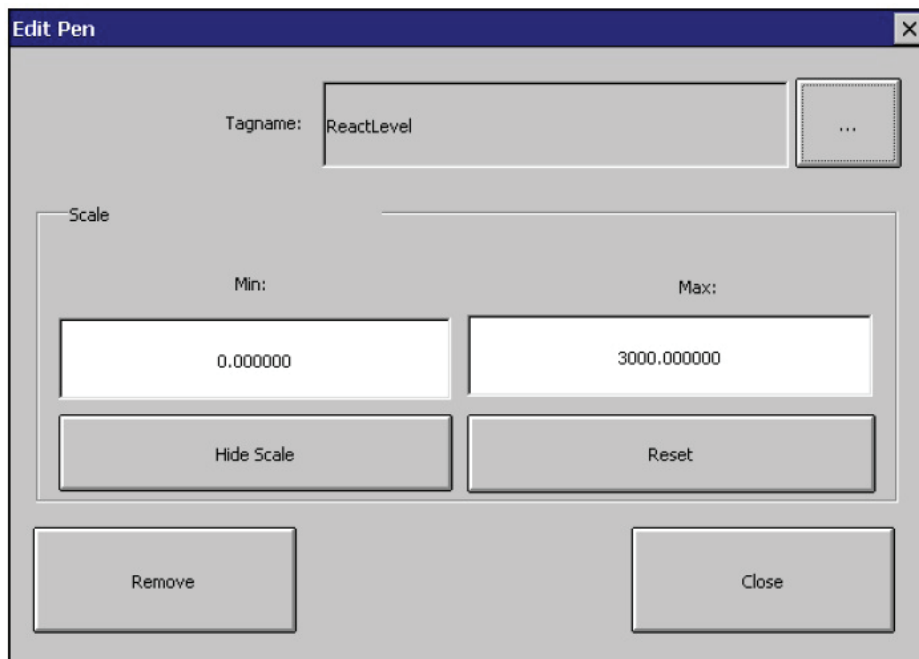 Edit Pen
Tagname:
ReactLevel
...
Scale
Min:
Max:
0.000000
3000.000000
Hide Scale
Reset
Remove
Close